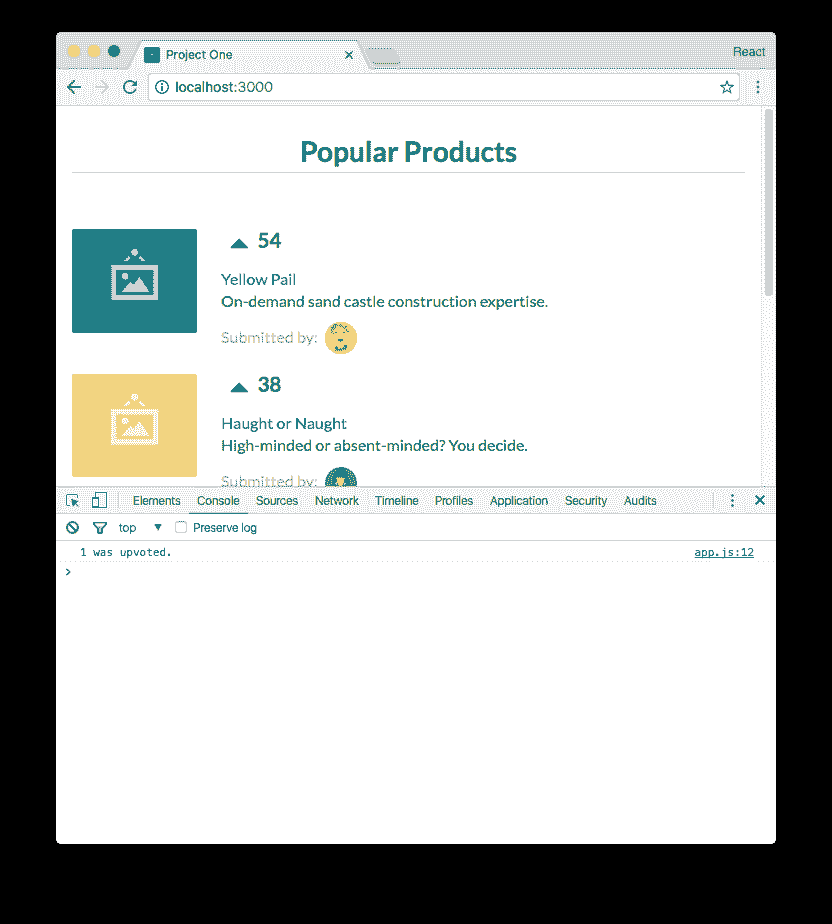 Project One
React
localhost:3000
Popular Products
54
Yellow Pail
On-demand sand castle construction expertise.
Submitted by:
38
Haught or Naught
High-minded or absent-minded? You decide.
Submitted by:
Elements Console Sources Network Timeline Profiles Application Security Audits
top Preserve log
1 was upvoted. app.js:12
>